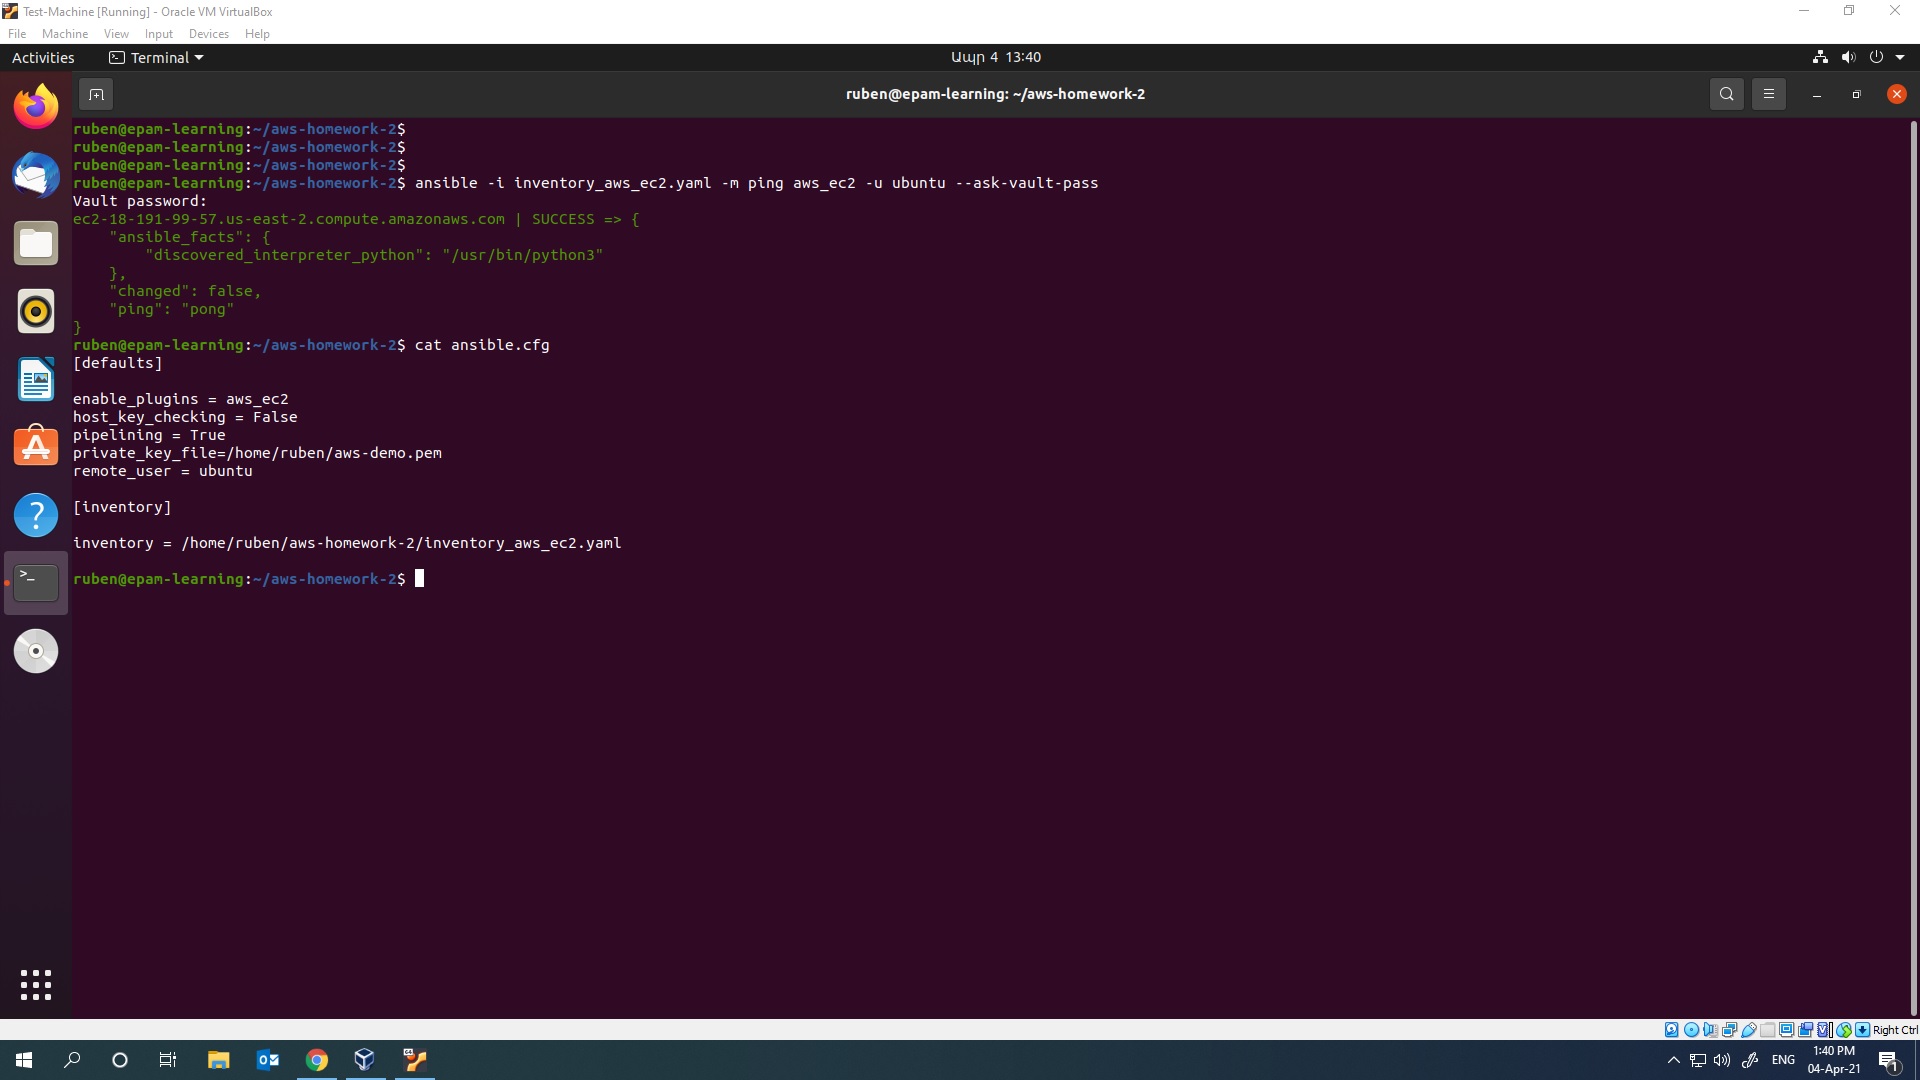 Test-Machine [Running] - Oracle VM VirtualBox
File Machine View Input Devices Help
Activities Terminal Ապր 4 13:40
ruben@epam-learning: ~/aws-homework-2
ruben@epam-learning:~/aws-homework-2$
ruben@epam-learning:~/aws-homework-2$
ruben@epam-learning:~/aws-homework-2$
ruben@epam-learning:~/aws-homework-2$ ansible -i inventory_aws_ec2.yaml -m ping aws_ec2 -u ubuntu --ask-vault-pass
Vault password:
ec2-18-191-99-57.us-east-2.compute.amazonaws.com | SUCCESS => {
    "ansible_facts": {
        "discovered_interpreter_python": "/usr/bin/python3"
    },
    "changed": false,
    "ping": "pong"
}
ruben@epam-learning:~/aws-homework-2$ cat ansible.cfg
[defaults]
enable_plugins = aws_ec2
host_key_checking = False
pipelining = True
private_key_file=/home/ruben/aws-demo.pem
remote_user = ubuntu
[inventory]
inventory = /home/ruben/aws-homework-2/inventory_aws_ec2.yaml
ruben@epam-learning:~/aws-homework-2$
Right Ctrl
ENG
1:40 PM
04-Apr-21
1